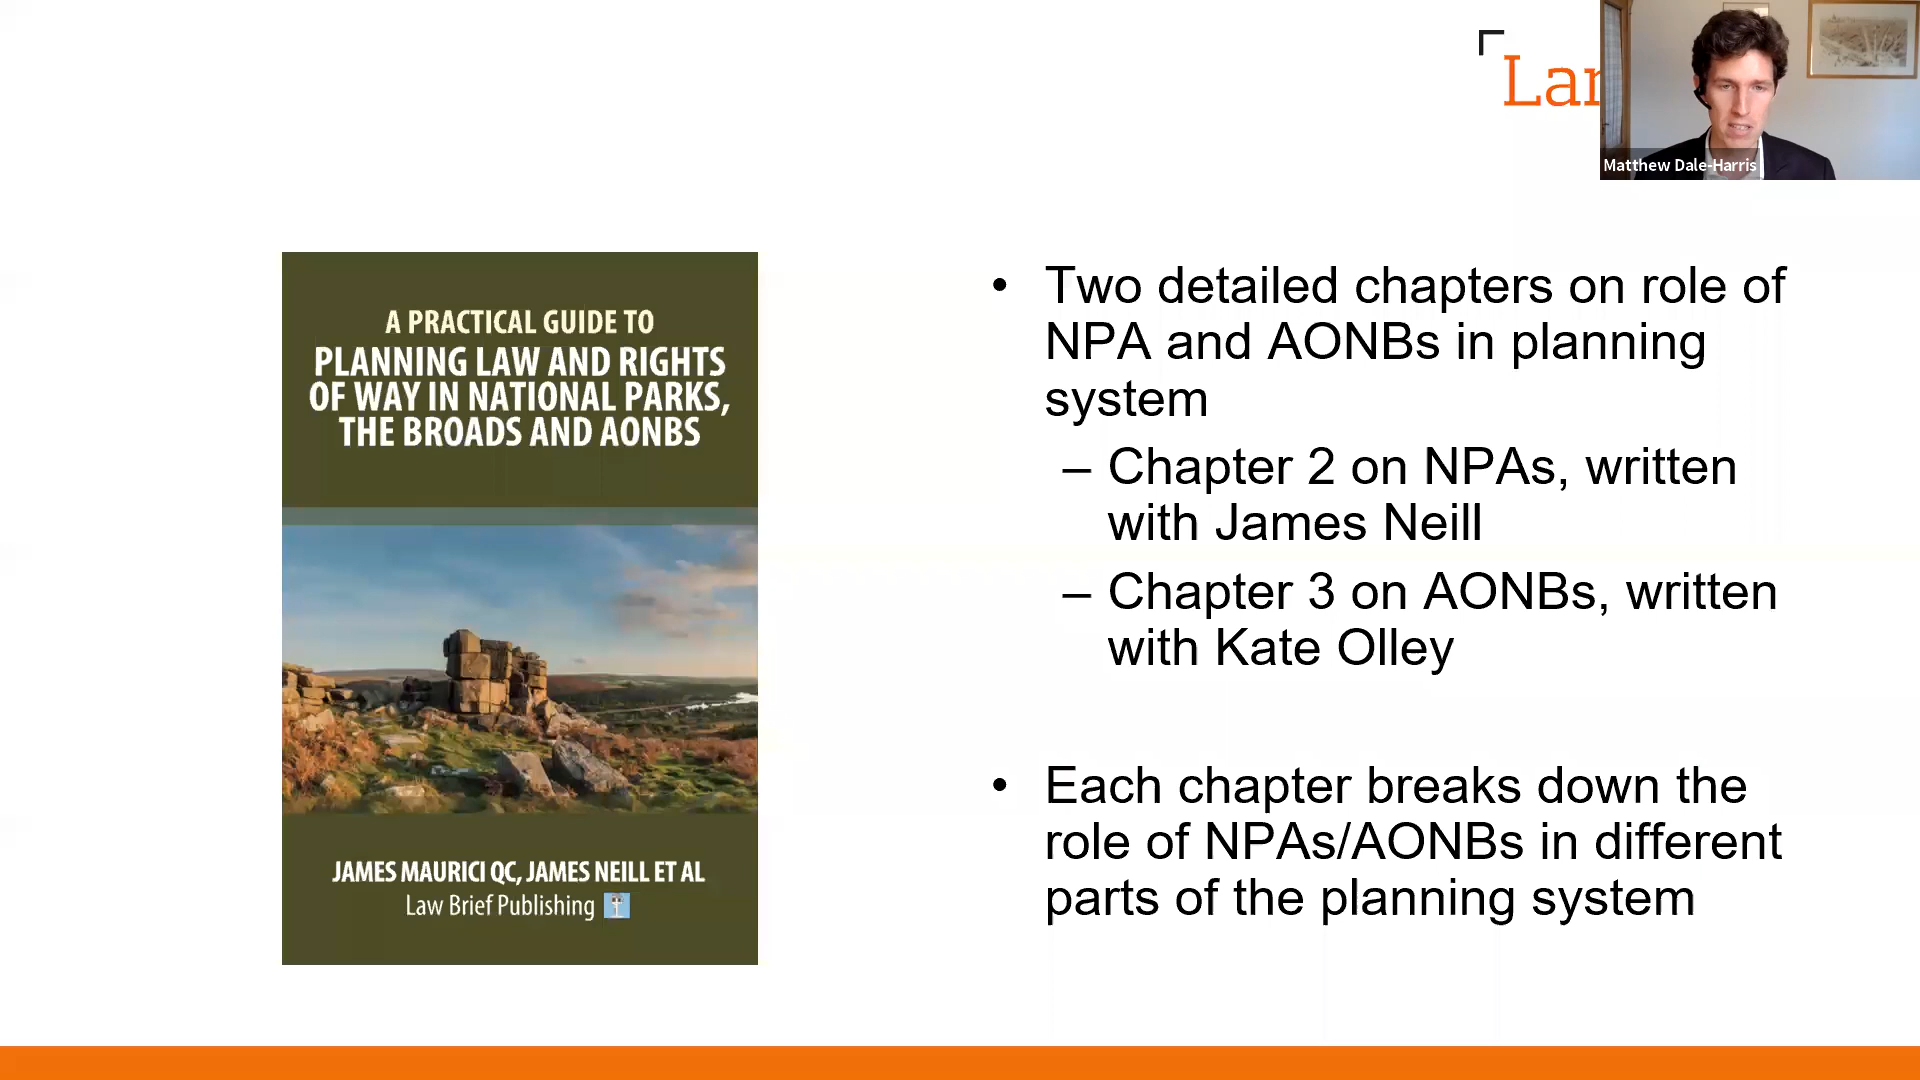 Matthew Dale-Harris
A PRACTICAL GUIDE TO
PLANNING LAW AND RIGHTS
OF WAY IN NATIONAL PARKS,
THE BROADS AND AONBS
JAMES MAURICI QC, JAMES NEILL ET AL
Law Brief Publishing
• Two detailed chapters on role of
NPA and AONBs in planning
system
– Chapter 2 on NPAs, written
with James Neill
– Chapter 3 on AONBs, written
with Kate Olley
• Each chapter breaks down the
role of NPAs/AONBs in different
parts of the planning system